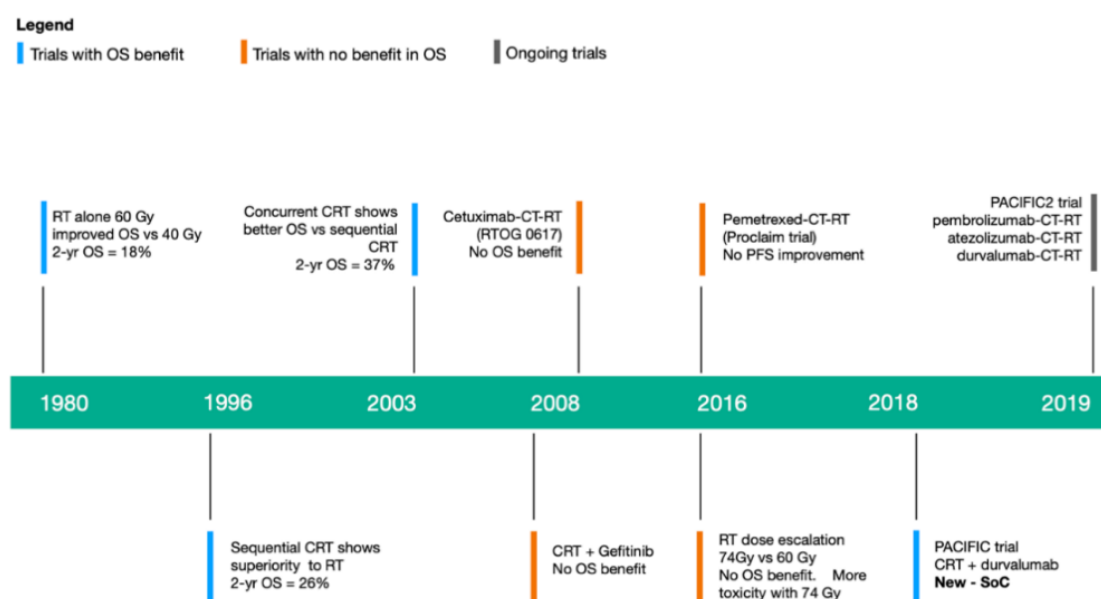 Legend
Trials with OS benefit
Trials with no benefit in OS
Ongoing trials
RT alone 60 Gy
improved OS vs 40 Gy
2-yr OS = 18%
Concurrent CRT shows
better OS vs sequential
CRT
2-yr OS = 37%
Cetuximab-CT-RT
(RTOG 0617)
No OS benefit
Pemetrexed-CT-RT
(Proclaim trial)
No PFS improvement
PACIFIC2 trial
pembrolizumab-CT-RT
atezolizumab-CT-RT
durvalumab-CT-RT
1980
1996
2003
2008
2016
2018
2019
Sequential CRT shows
superiority to RT
2-yr OS = 26%
CRT + Gefitinib
No OS benefit
RT dose escalation
74Gy vs 60 Gy
No OS benefit. More
toxicity with 74 Gy
PACIFIC trial
CRT + durvalumab
New - SoC